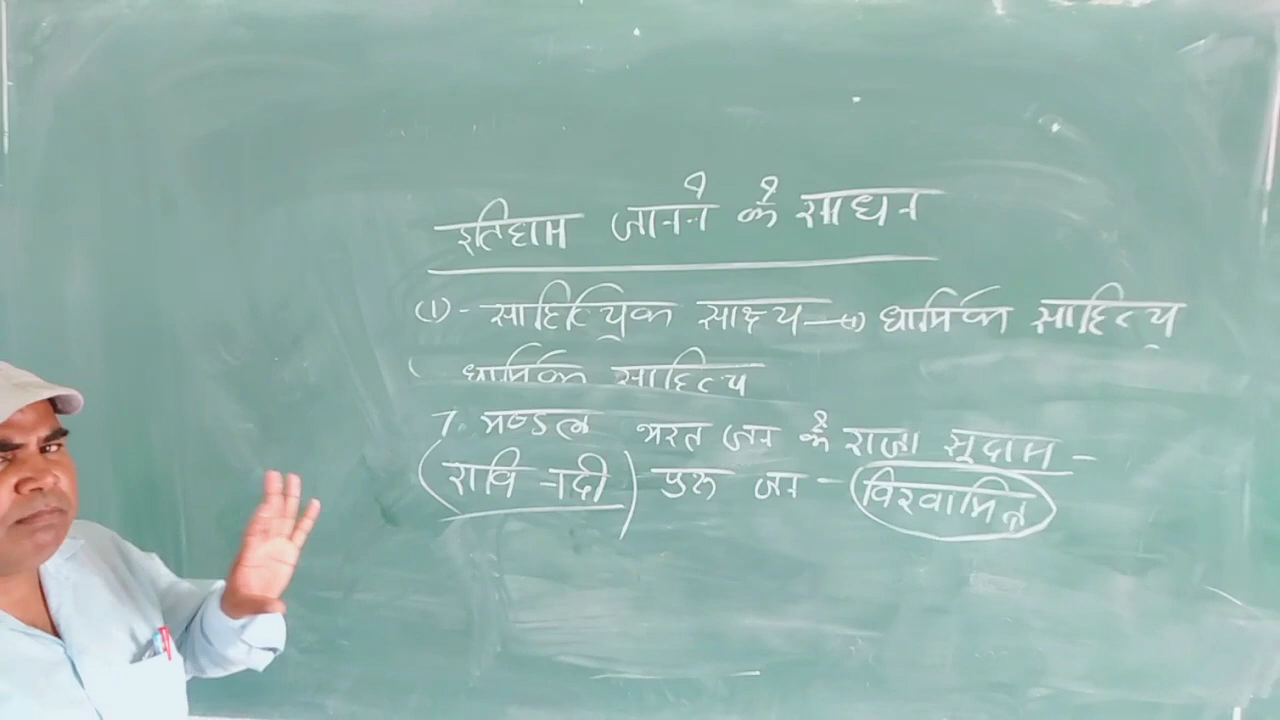 इतिहास जानने के साधन
(1) - साहित्यिक साक्ष्य — धार्मिक साहित्य
( धार्मिक साहित्य
7. मण्डल भरत जन के राजा सुदास -
(रावि नदी) पुरू जन - विश्वामित्र